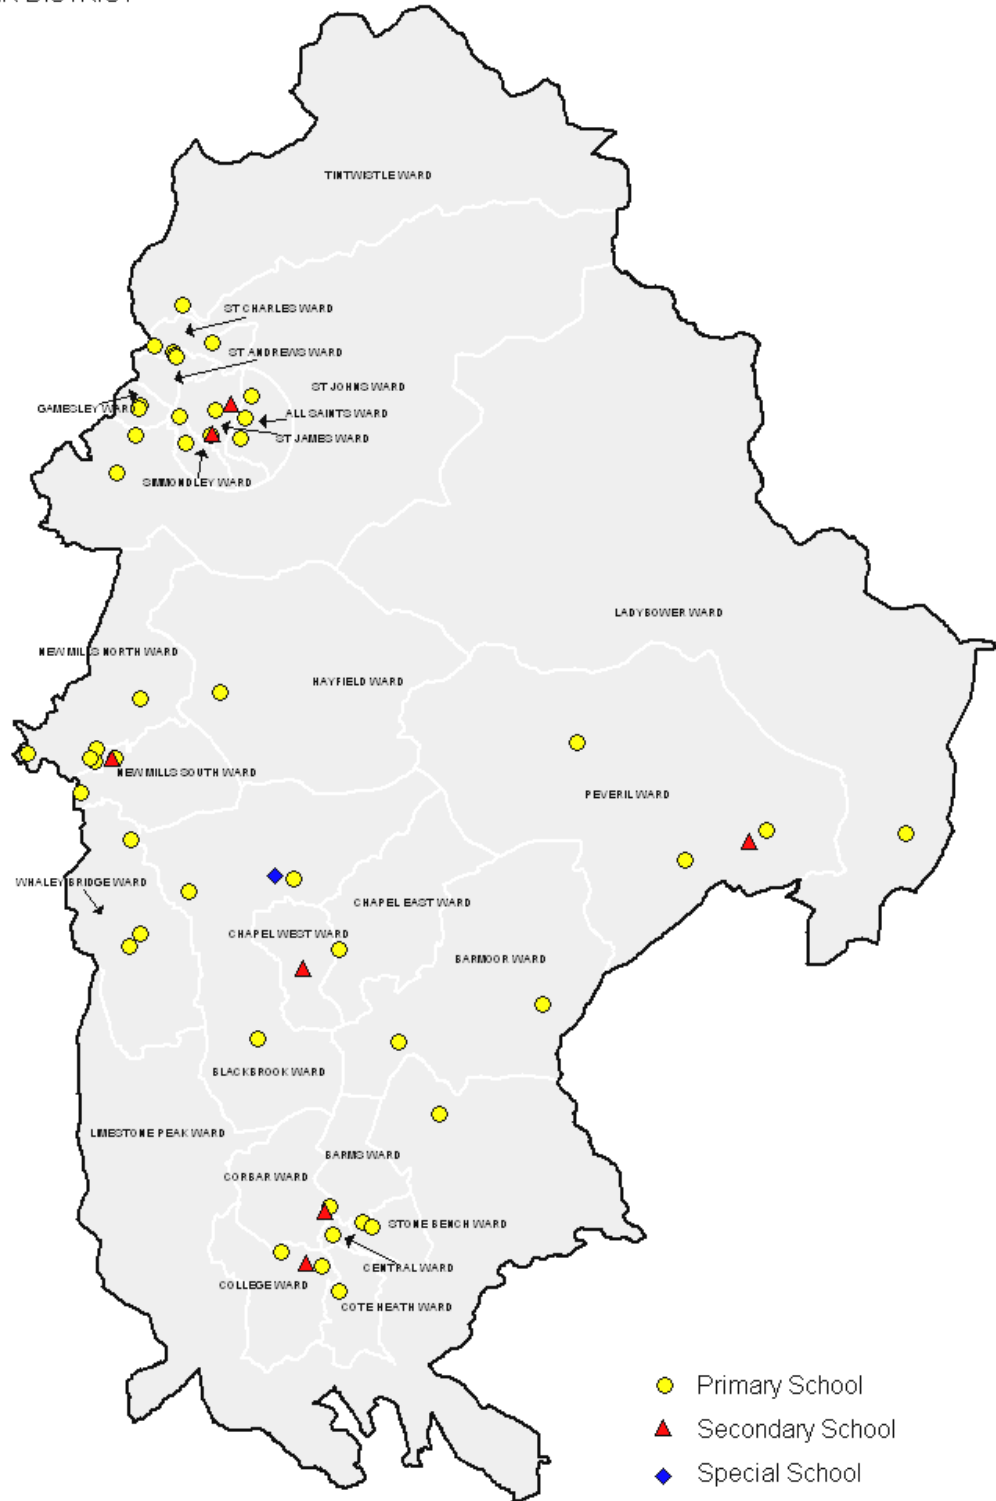 DISTRICT
TINTWISTLE WARD
ST CHARLES WARD
ST ANDREWS WARD
ST JOHNS WARD
GAMESLEY WARD
ALL SAINTS WARD
ST JAMES WARD
SIMMONDLEY WARD
LADYBOWER WARD
NEW MILLS NORTH WARD
HAYFIELD WARD
NEW MILLS SOUTH WARD
PEVERIL WARD
WHALEY BRIDGE WARD
CHAPEL EAST WARD
CHAPEL WEST WARD
BARMOOR WARD
BLACKBROOK WARD
LIMESTONE PEAK WARD
BARMS WARD
CORBAR WARD
STONE BENCH WARD
CENTRAL WARD
COLLEGE WARD
COTE HEATH WARD
Primary School
Secondary School
Special School